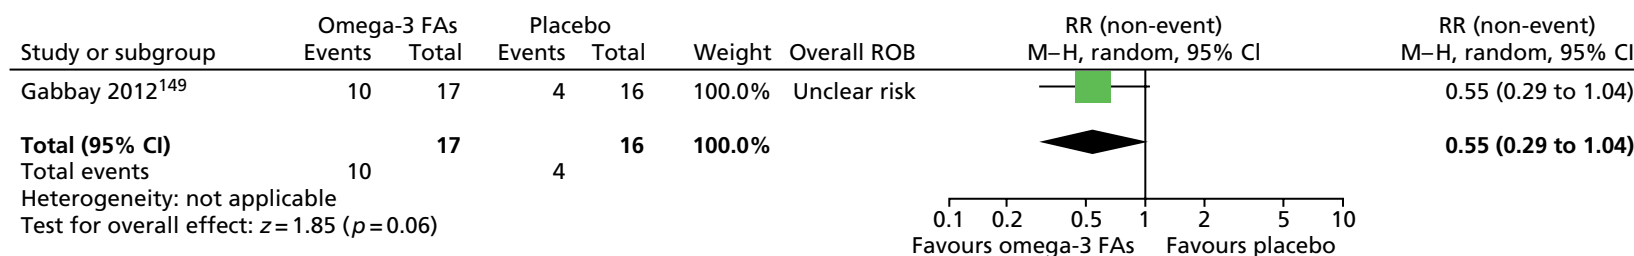 Omega-3 FAs Placebo RR (non-event) RR (non-event)
Study or subgroup Events Total Events Total Weight Overall ROB M–H, random, 95% CI M–H, random, 95% CI
Gabbay 2012149 10 17 4 16 100.0% Unclear risk 0.55 (0.29 to 1.04)
Total (95% CI) 17 16 100.0% 0.55 (0.29 to 1.04)
Total events 10 4
Heterogeneity: not applicable
Test for overall effect: z=1.85 (p=0.06)
0.1 0.2 0.5 1 2 5 10
Favours omega-3 FAs Favours placebo